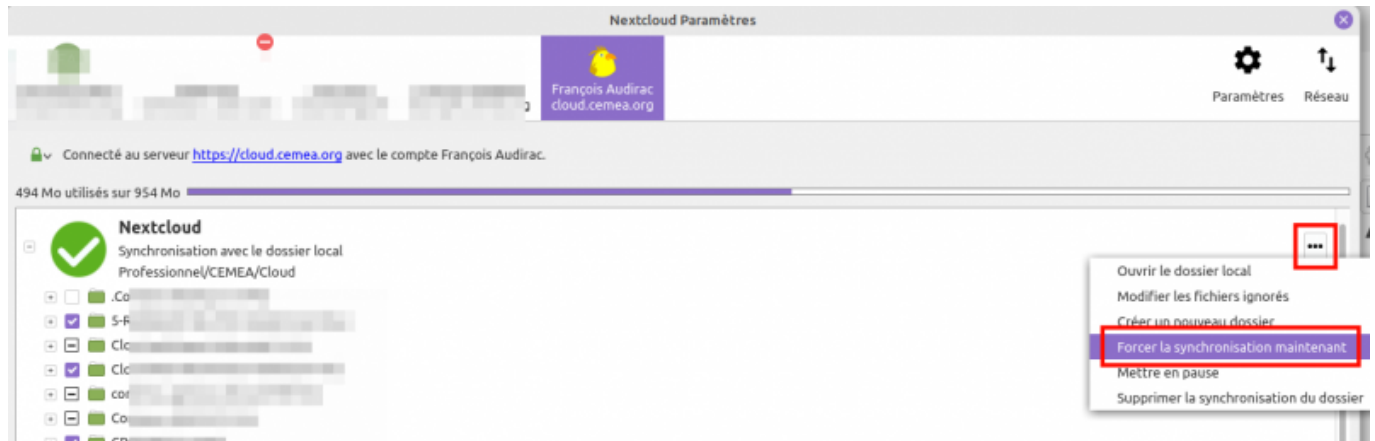 Nextcloud Paramètres
François Audirac
cloud.cemea.org
Paramètres
Réseau
Connecté au serveur https://cloud.cemea.org avec le compte François Audirac.
494 Mo utilisés sur 954 Mo
Nextcloud
Synchronisation avec le dossier local
Professionnel/CEMEA/Cloud
Ouvrir le dossier local
Modifier les fichiers ignorés
Créer un nouveau dossier
Forcer la synchronisation maintenant
Mettre en pause
Supprimer la synchronisation du dossier